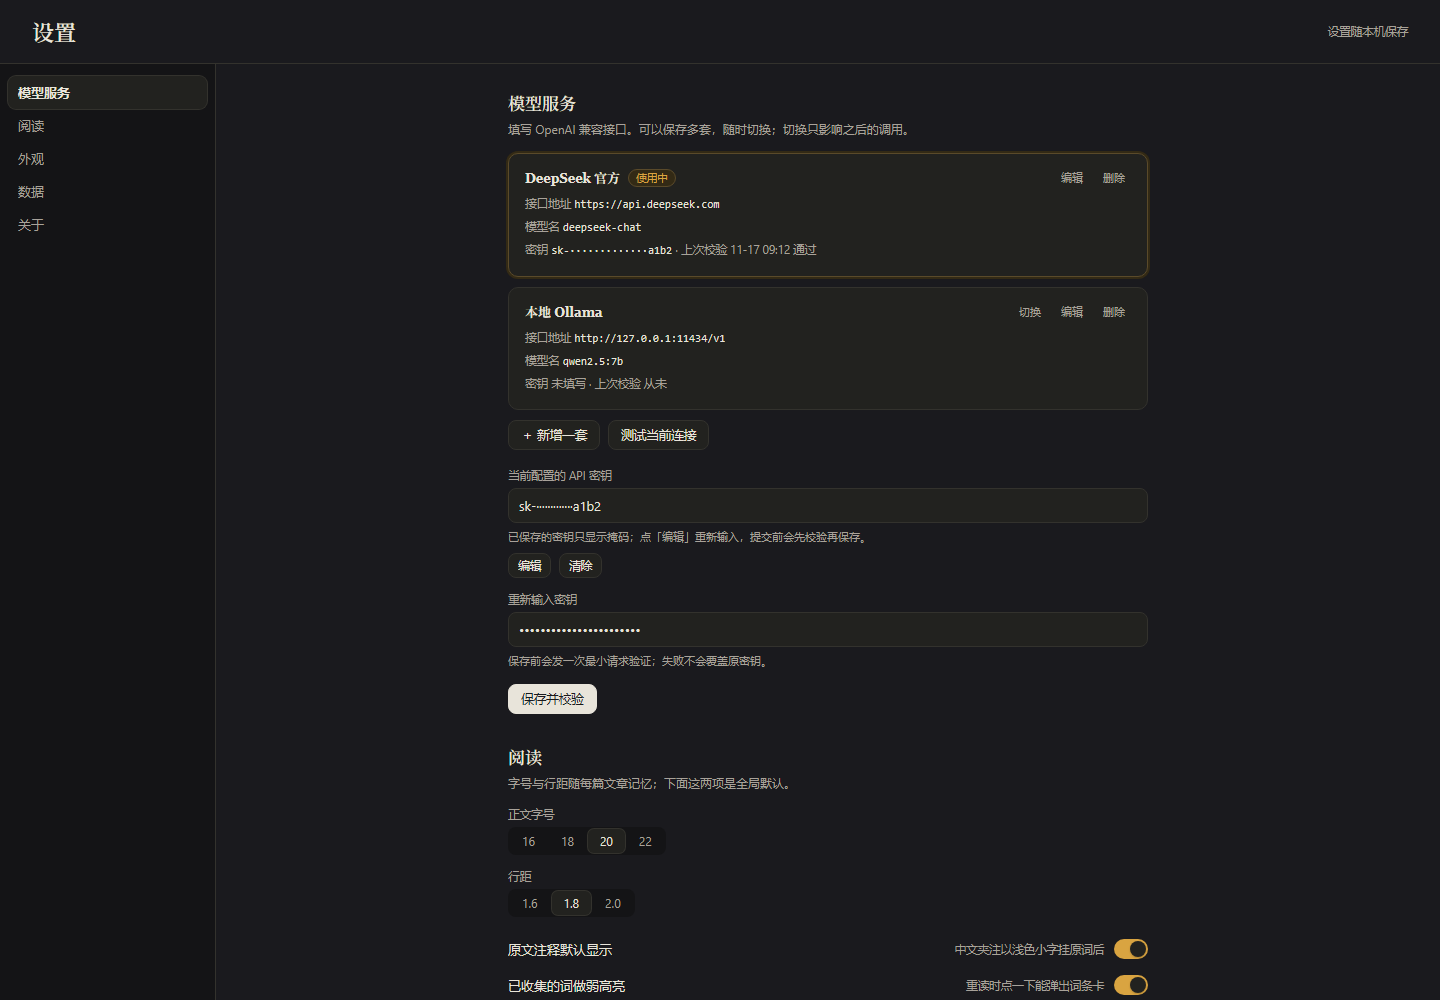 设置
设置随本机保存
模型服务
阅读
外观
数据
关于
模型服务
填写 OpenAI 兼容接口。可以保存多套，随时切换；切换只影响之后的调用。
DeepSeek 官方 使用中 编辑 删除
接口地址 https://api.deepseek.com
模型名 deepseek-chat
密钥 sk-·············a1b2 · 上次校验 11-17 09:12 通过
本地 Ollama 切换 编辑 删除
接口地址 http://127.0.0.1:11434/v1
模型名 qwen2.5:7b
密钥 未填写 · 上次校验 从未
+ 新增一套 测试当前连接
当前配置的 API 密钥
sk-·············a1b2
已保存的密钥只显示掩码；点「编辑」重新输入，提交前会先校验再保存。
编辑 清除
重新输入密钥
•••••••••••••••••••••••
保存前会发一次最小请求验证；失败不会覆盖原密钥。
保存并校验
阅读
字号与行距随每篇文章记忆；下面这两项是全局默认。
正文字号
16 18 20 22
行距
1.6 1.8 2.0
原文注释默认显示 中文夹注以浅色小字挂原词后
已收集的词做弱高亮 重读时点一下能弹出词条卡